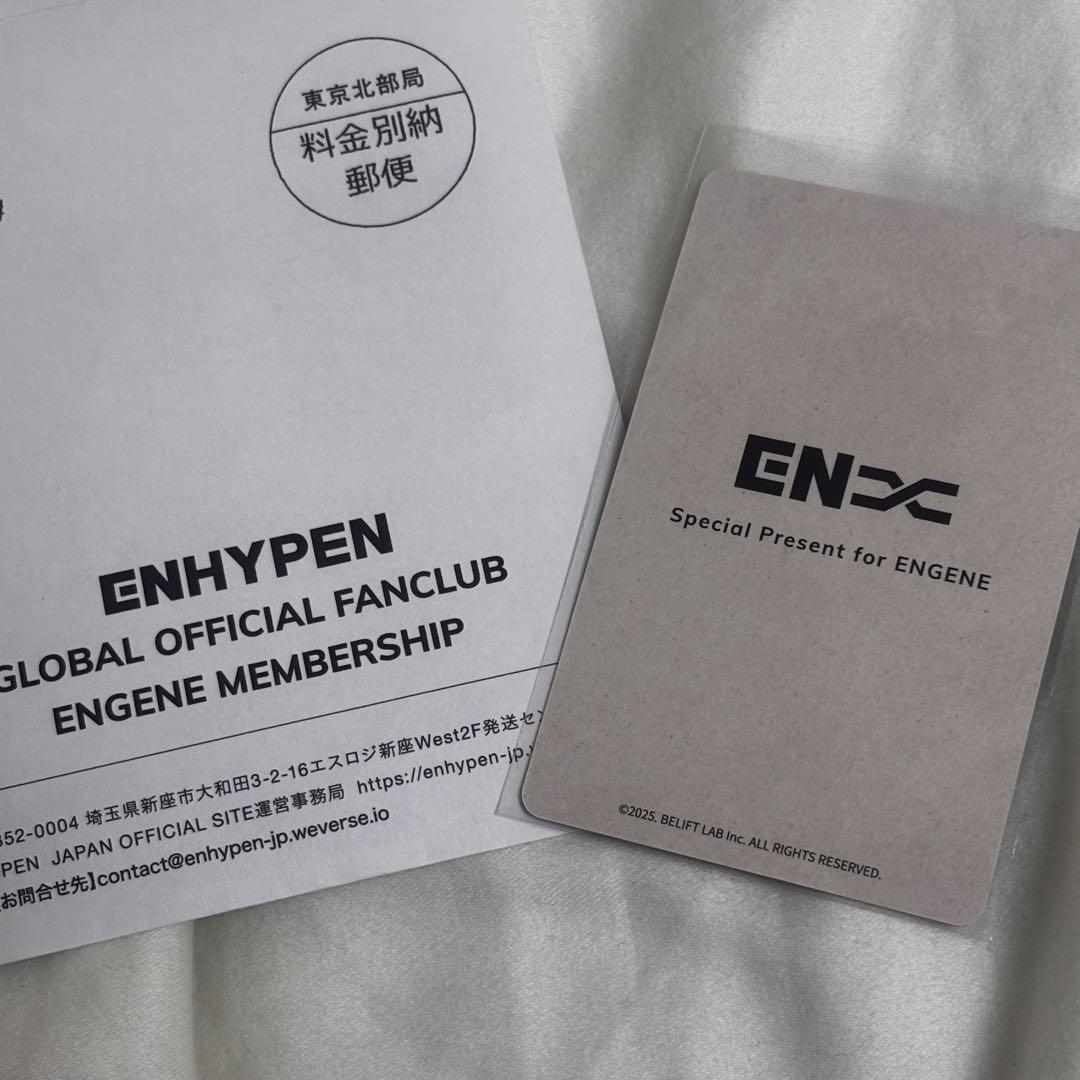 東京北部局
料金別納
郵便
ENHYPEN
GLOBAL OFFICIAL FANCLUB
ENGENE MEMBERSHIP
352-0004 埼玉県新座市大和田3-2-16エスロジ新座West2F発送セン
PEN JAPAN OFFICIAL SITE運営事務局 https://enhypen-jp.
お問合せ先】contact@enhypen-jp.weverse.io
EN
Special Present for ENGENE
©2025. BELIFT LAB Inc. ALL RIGHTS RESERVED.